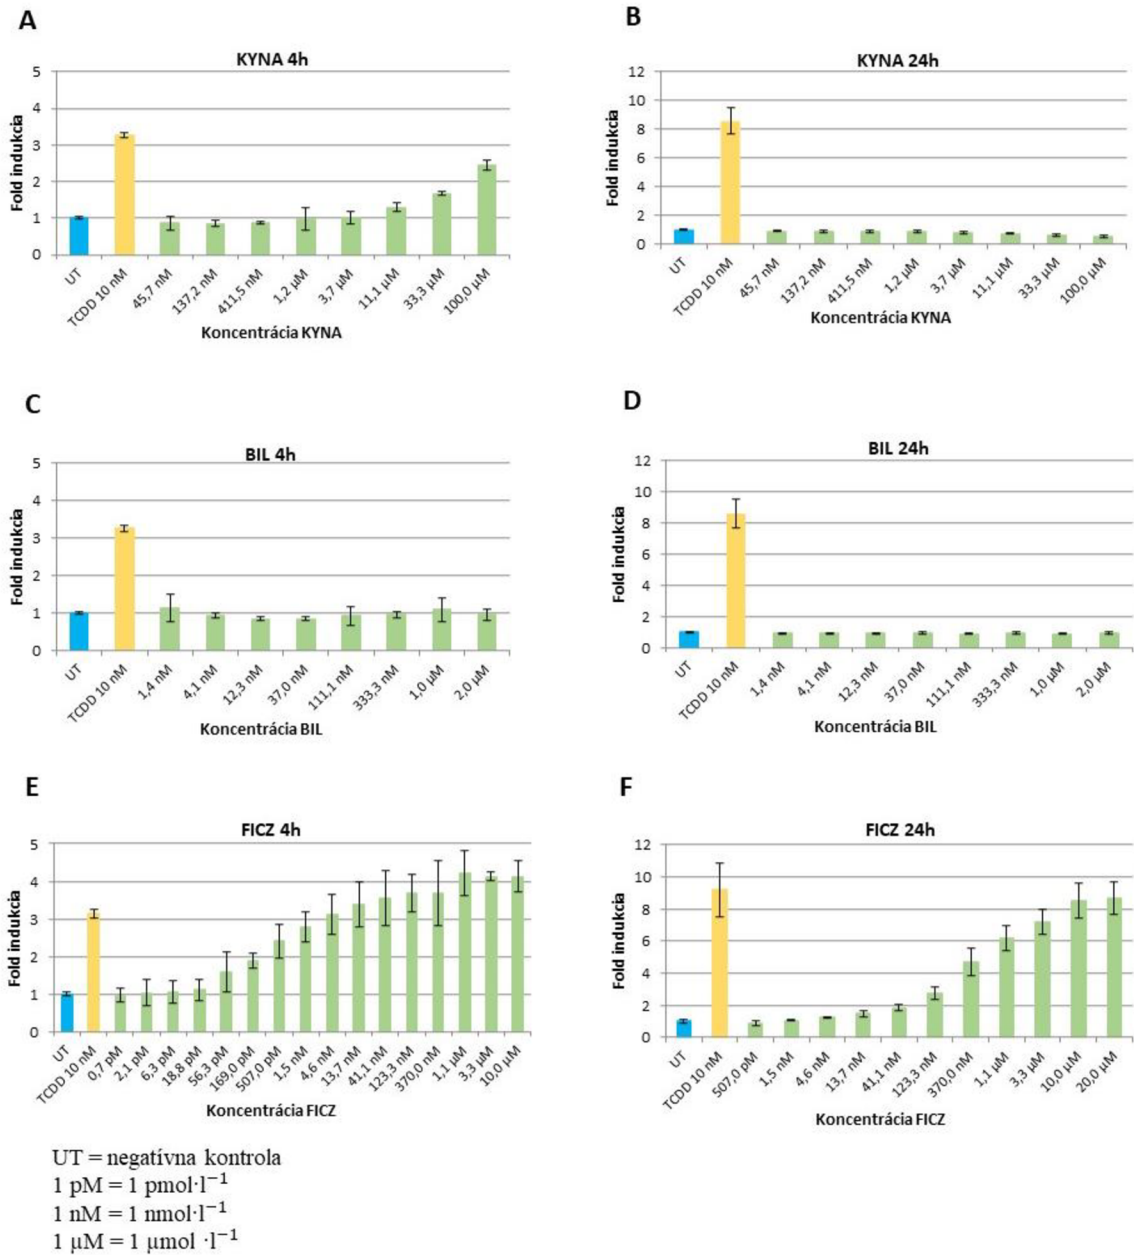 A
KYNA 4h
Fold indukcia
5
4
3
2
1
0
UT
TCDD 10 nM
45,7 nM
137,2 nM
411,5 nM
1,2 µM
3,7 µM
11,1 µM
33,3 µM
100,0 µM
Koncentrácia KYNA
B
KYNA 24h
Fold indukcia
12
10
8
6
4
2
0
UT
TCDD 10 nM
45,7 nM
137,2 nM
411,5 nM
1,2 µM
3,7 µM
11,1 µM
33,3 µM
100,0 µM
Koncentrácia KYNA
C
BIL 4h
Fold indukcia
5
4
3
2
1
0
UT
TCDD 10 nM
1,4 nM
4,1 nM
12,3 nM
37,0 nM
111,1 nM
333,3 nM
1,0 µM
2,0 µM
Koncentrácia BIL
D
BIL 24h
Fold indukcia
12
10
8
6
4
2
0
UT
TCDD 10 nM
1,4 nM
4,1 nM
12,3 nM
37,0 nM
111,1 nM
333,3 nM
1,0 µM
2,0 µM
Koncentrácia BIL
E
FICZ 4h
Fold indukcia
5
4
3
2
1
0
UT
TCDD 10 nM
0,7 pM
2,1 pM
6,3 pM
18,8 pM
56,3 pM
169,0 pM
507,0 pM
1,5 nM
4,6 nM
13,7 nM
41,1 nM
123,3 nM
370,0 nM
1,1 µM
3,3 µM
10,0 µM
Koncentrácia FICZ
F
FICZ 24h
Fold indukcia
12
10
8
6
4
2
0
UT
TCDD 10 nM
507,0 pM
1,5 nM
4,6 nM
13,7 nM
41,1 nM
123,3 nM
370,0 nM
1,1 µM
3,3 µM
10,0 µM
20,0 µM
Koncentrácia FICZ
UT = negatívna kontrola
1 pM = 1 pmol·l⁻¹
1 nM = 1 nmol·l⁻¹
1 µM = 1 µmol ·l⁻¹